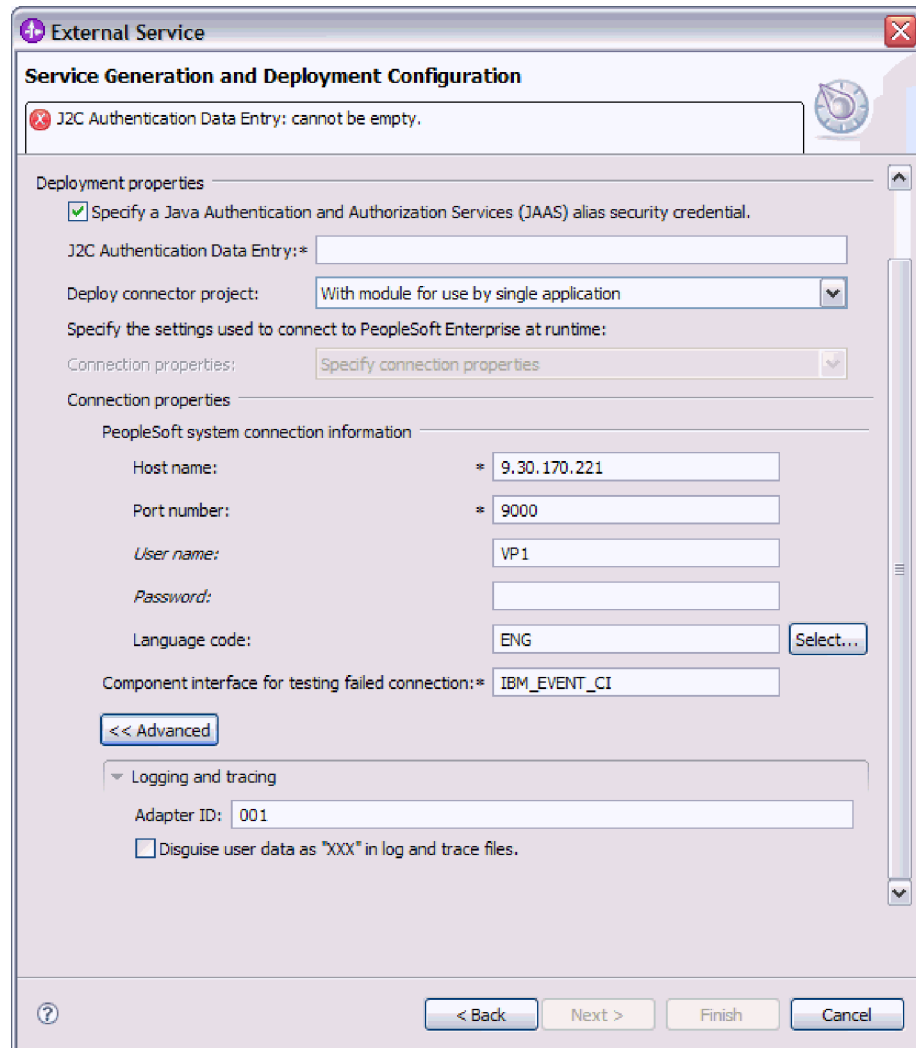 External Service
Service Generation and Deployment Configuration
J2C Authentication Data Entry: cannot be empty.
Deployment properties
Specify a Java Authentication and Authorization Services (JAAS) alias security credential.
J2C Authentication Data Entry:*
Deploy connector project: With module for use by single application
Specify the settings used to connect to PeopleSoft Enterprise at runtime:
Connection properties: Specify connection properties
Connection properties
PeopleSoft system connection information
Host name: * 9.30.170.221
Port number: * 9000
User name: VP1
Password:
Language code: ENG Select...
Component interface for testing failed connection:* IBM_EVENT_CI
<< Advanced
Logging and tracing
Adapter ID: 001
Disguise user data as "XXX" in log and trace files.
? < Back Next > Finish Cancel